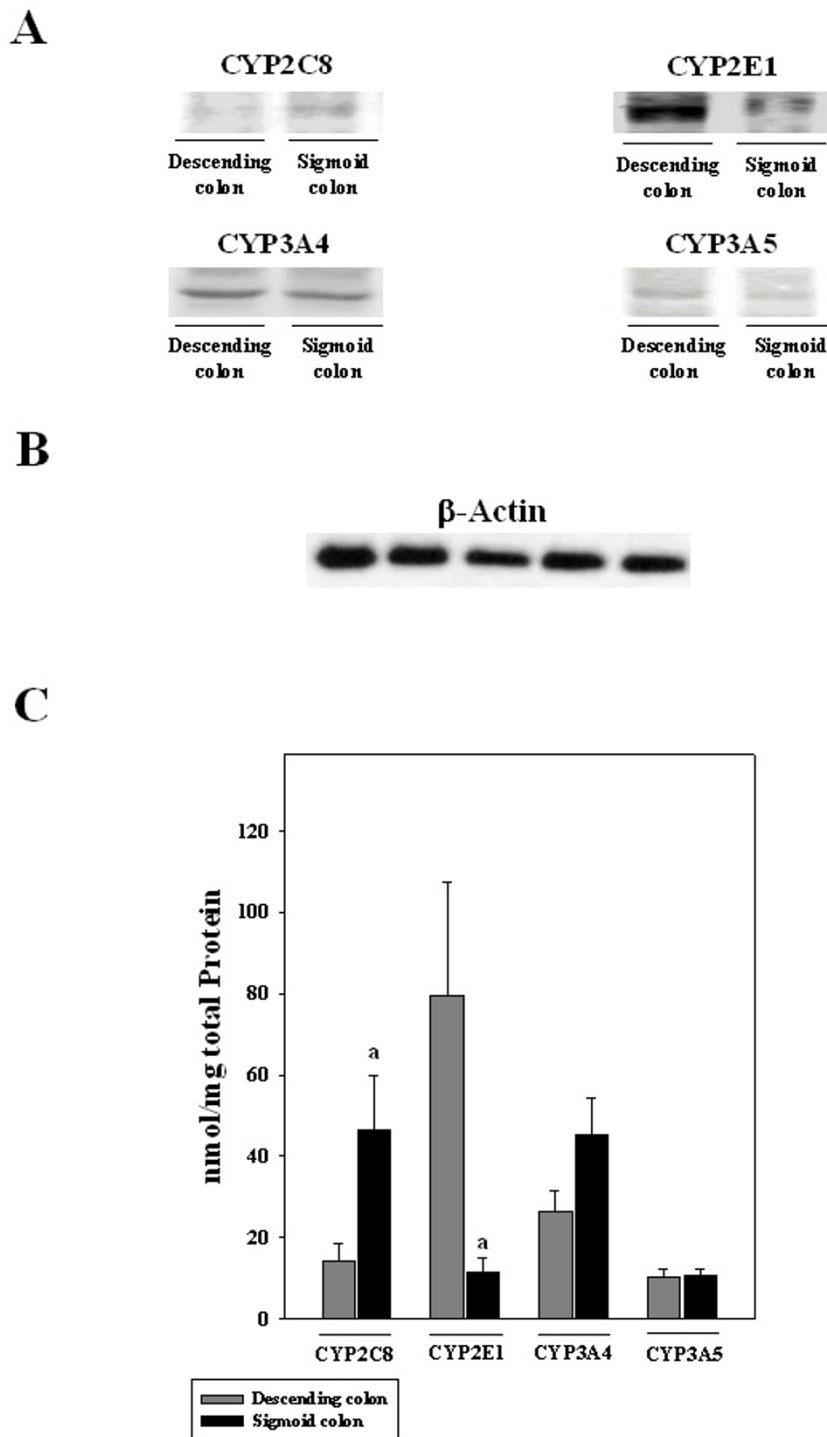 A
CYP2C8
CYP2E1
Descending
colon
Sigmoid
colon
Descending
colon
Sigmoid
colon
CYP3A4
CYP3A5
Descending
colon
Sigmoid
colon
Descending
colon
Sigmoid
colon
B
β-Actin
C
nmol/mg total Protein
120
100
80
60
40
20
0
a
a
CYP2C8
CYP2E1
CYP3A4
CYP3A5
Descending colon
Sigmoid colon